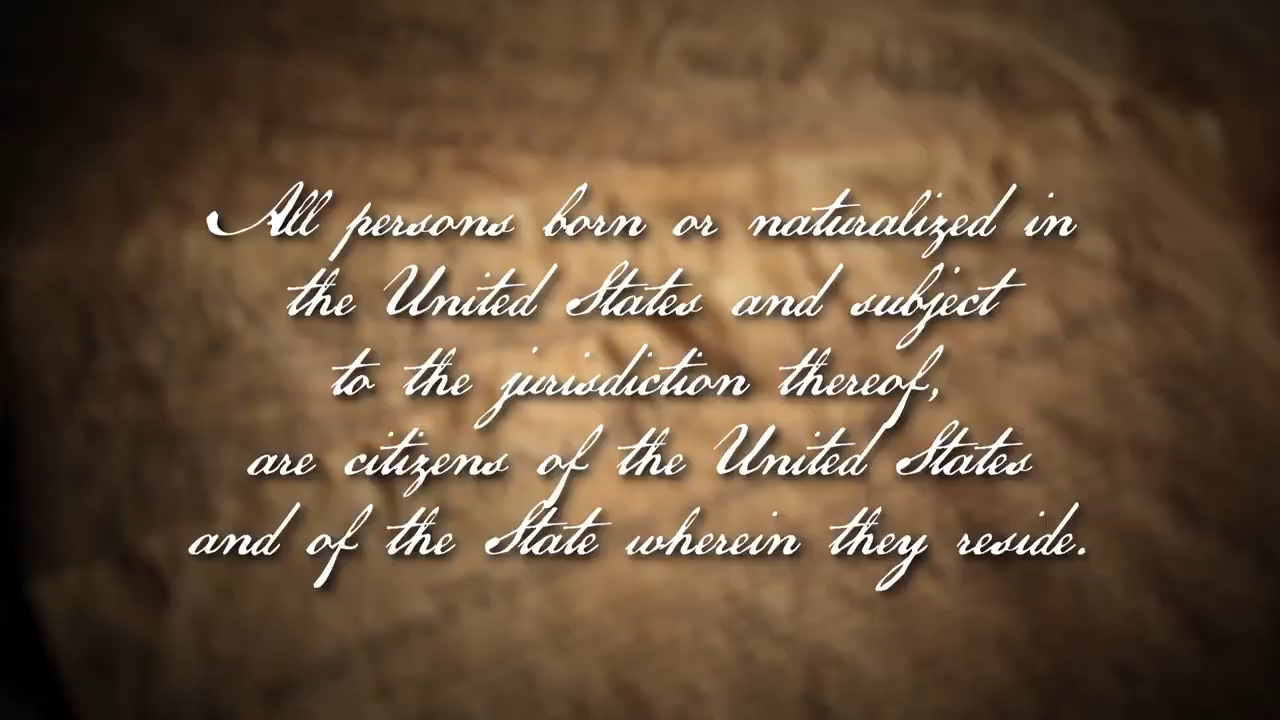 All persons born or naturalized in
the United States and subject
to the jurisdiction thereof,
are citizens of the United States
and of the State wherein they reside.